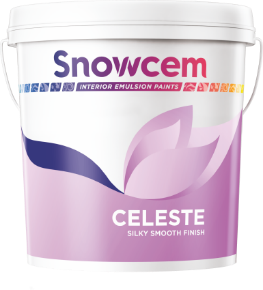 Snowcem
INTERIOR EMULSION PAINTS
CELESTE
SILKY SMOOTH FINISH